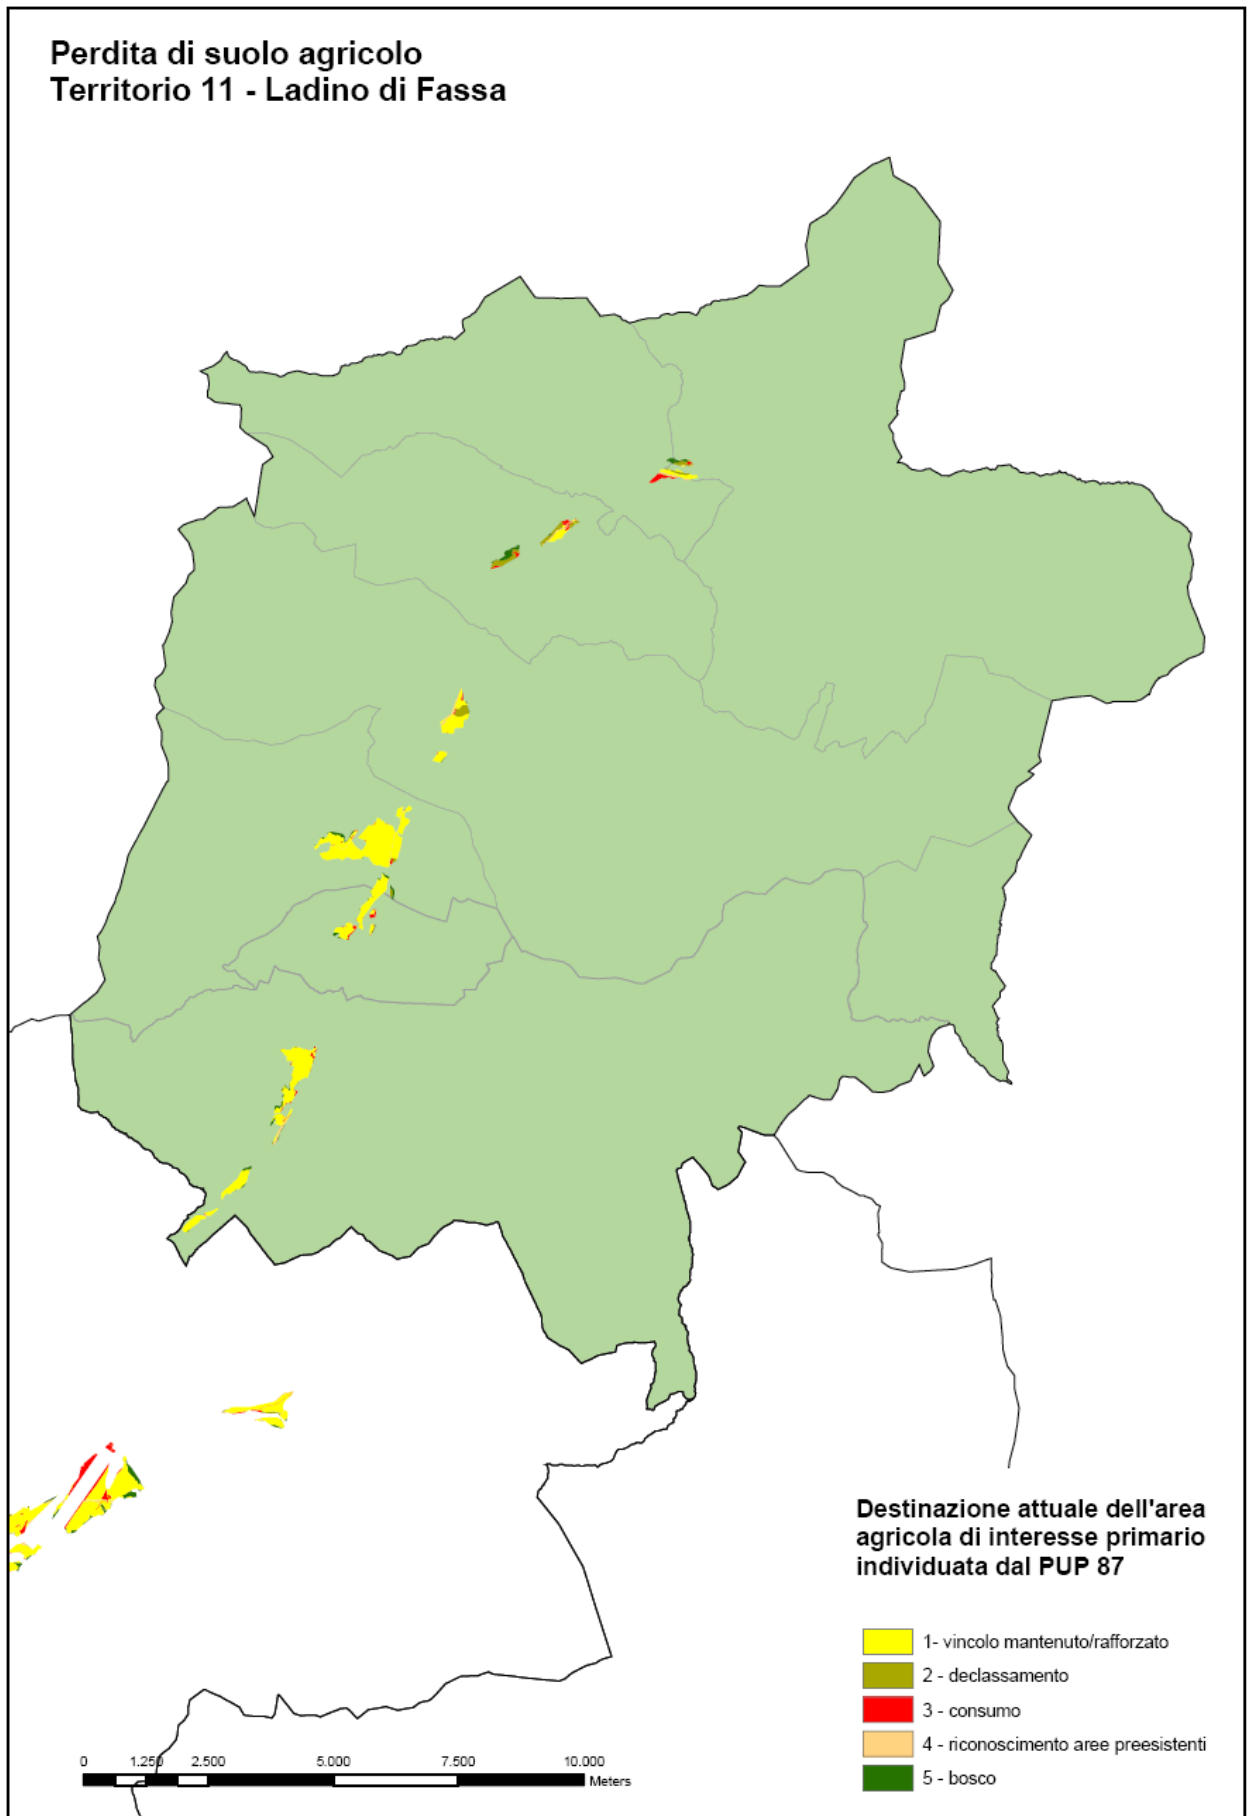 Perdita di suolo agricolo
Territorio 11 - Ladino di Fassa
Destinazione attuale dell'area
agricola di interesse primario
individuata dal PUP 87
1- vincolo mantenuto/rafforzato
2 - declassamento
3 - consumo
4 - riconoscimento aree preesistenti
5 - bosco
0 1.250 2.500 5.000 7.500 10.000
Meters